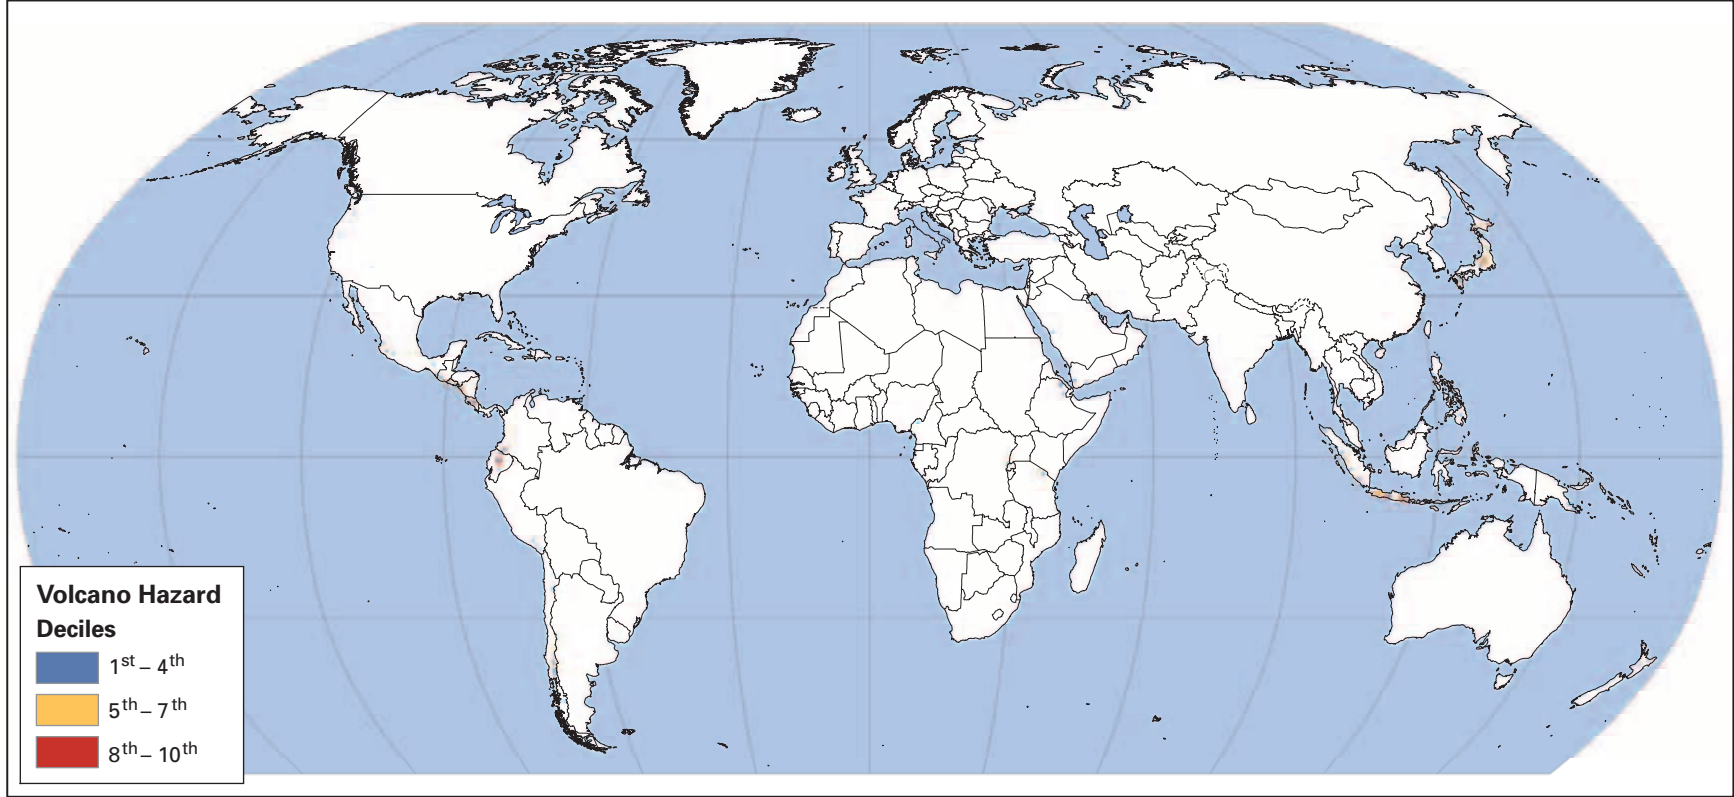 Volcano Hazard
Deciles
1st – 4th
5th – 7th
8th – 10th